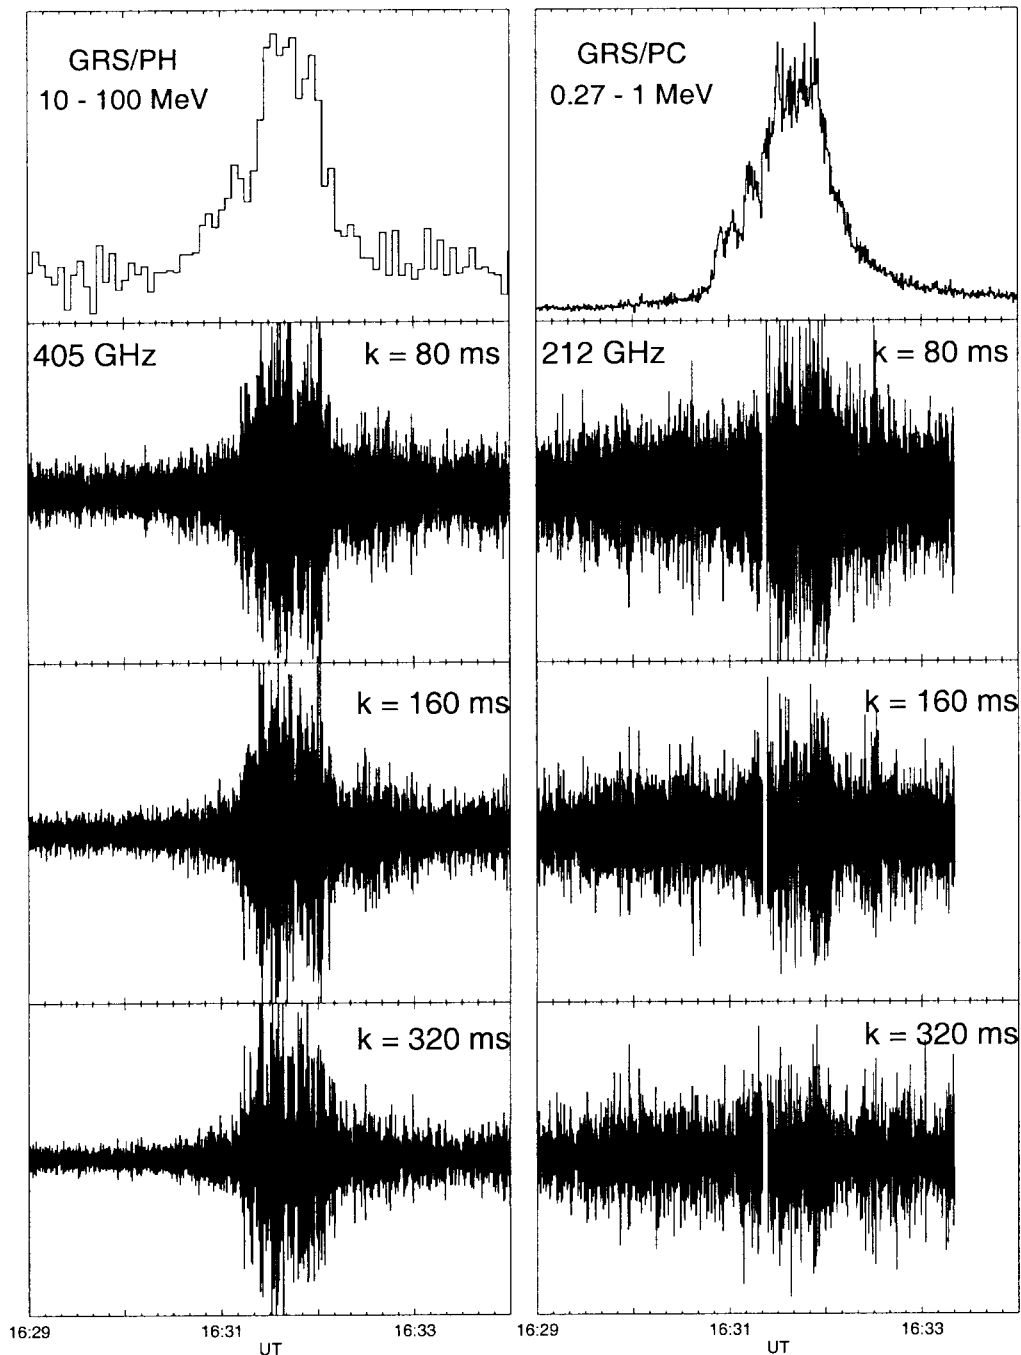 GRS/PH
10 - 100 MeV
GRS/PC
0.27 - 1 MeV
405 GHz
k = 80 ms
212 GHz
k = 80 ms
k = 160 ms
k = 160 ms
k = 320 ms
k = 320 ms
16:29
16:31
16:33
UT
16:29
16:31
16:33
UT